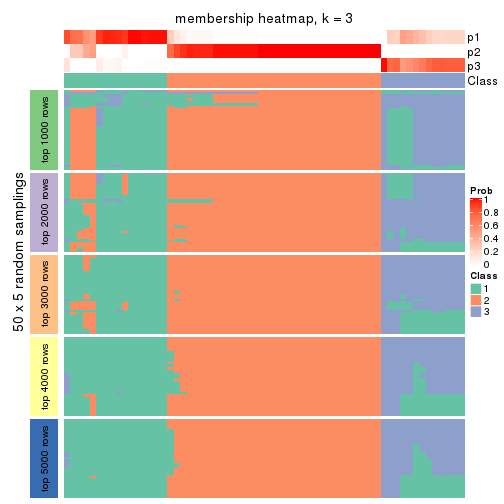 membership heatmap, k = 3
p1
p2
p3
Class
50 x 5 random samplings
top 1000 rows
top 2000 rows
top 3000 rows
top 4000 rows
top 5000 rows
Prob
1
0.8
0.6
0.4
0.2
0
Class
1
2
3